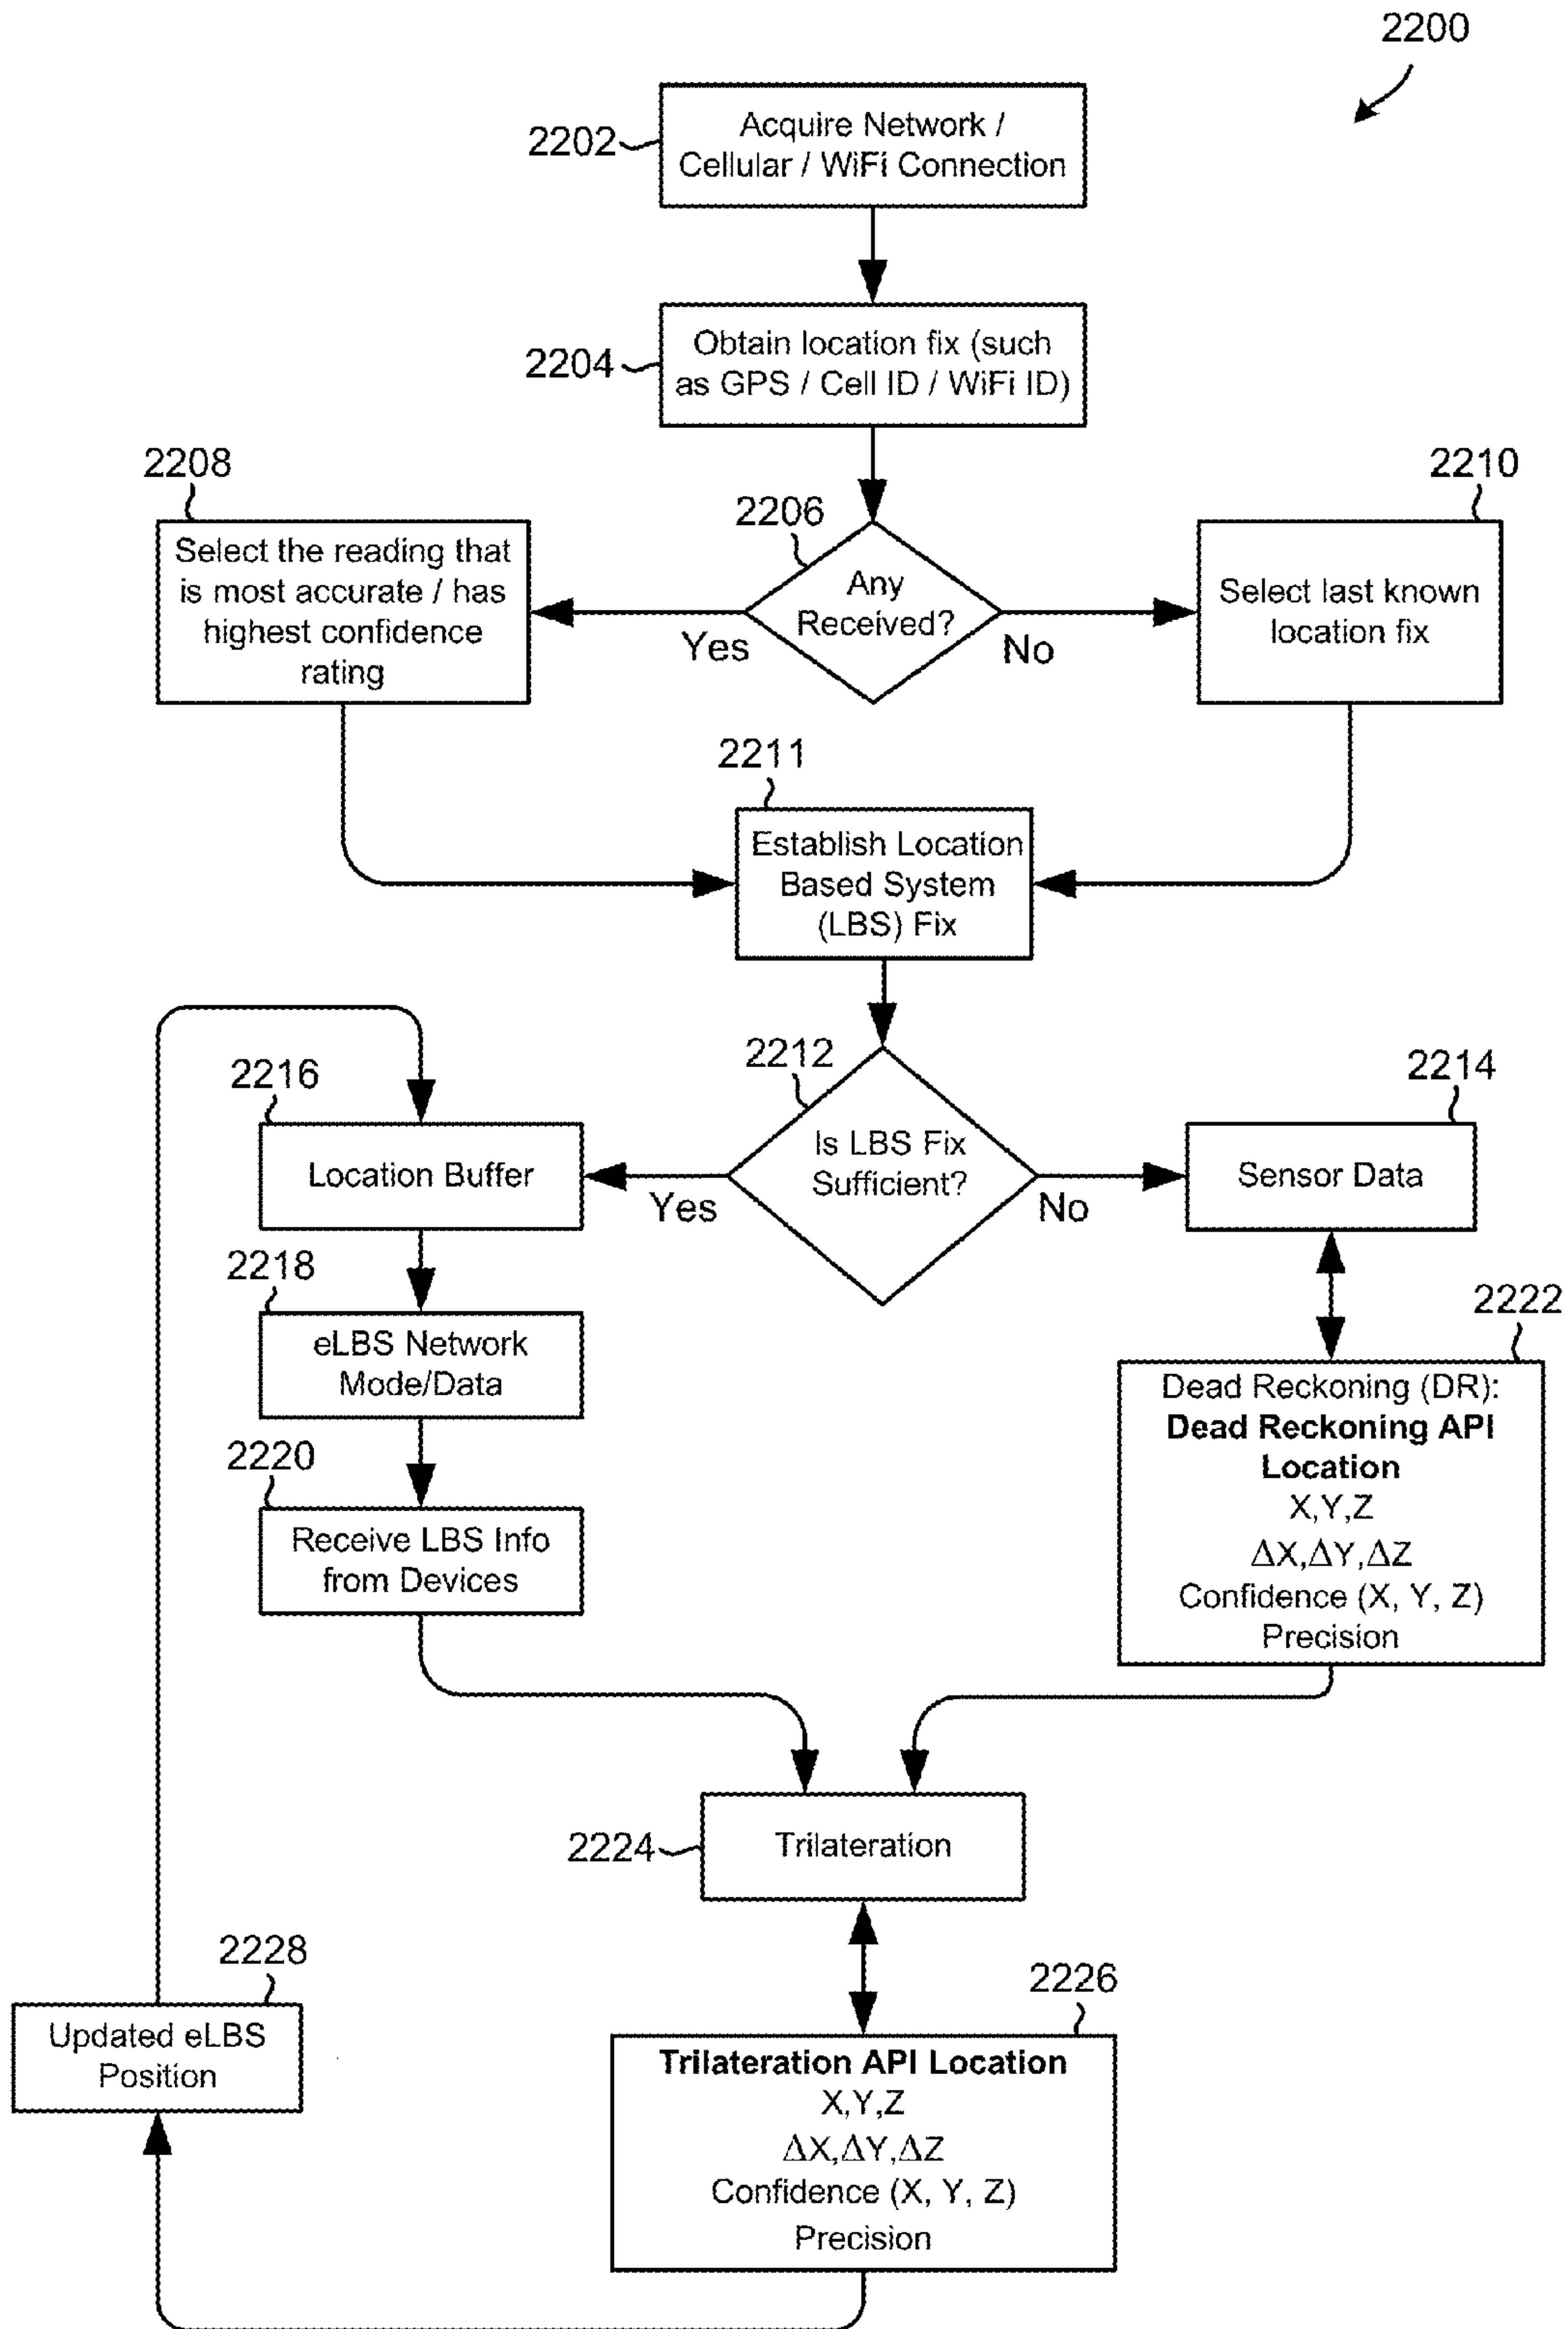 2200
2202
Acquire Network /
Cellular / WiFi Connection
2204
Obtain location fix (such
as GPS / Cell ID / WiFi ID)
2208
Select the reading that
is most accurate / has
highest confidence
rating
2206
Any
Received?
Yes
No
2210
Select last known
location fix
2211
Establish Location
Based System
(LBS) Fix
2212
Is LBS Fix
Sufficient?
Yes
No
2216
Location Buffer
2214
Sensor Data
2218
eLBS Network
Mode/Data
2220
Receive LBS Info
from Devices
2222
Dead Reckoning (DR):
Dead Reckoning API
Location
X,Y,Z
ΔX,ΔY,ΔZ
Confidence (X, Y, Z)
Precision
2224
Trilateration
2228
Updated eLBS
Position
2226
Trilateration API Location
X,Y,Z
ΔX,ΔY,ΔZ
Confidence (X, Y, Z)
Precision